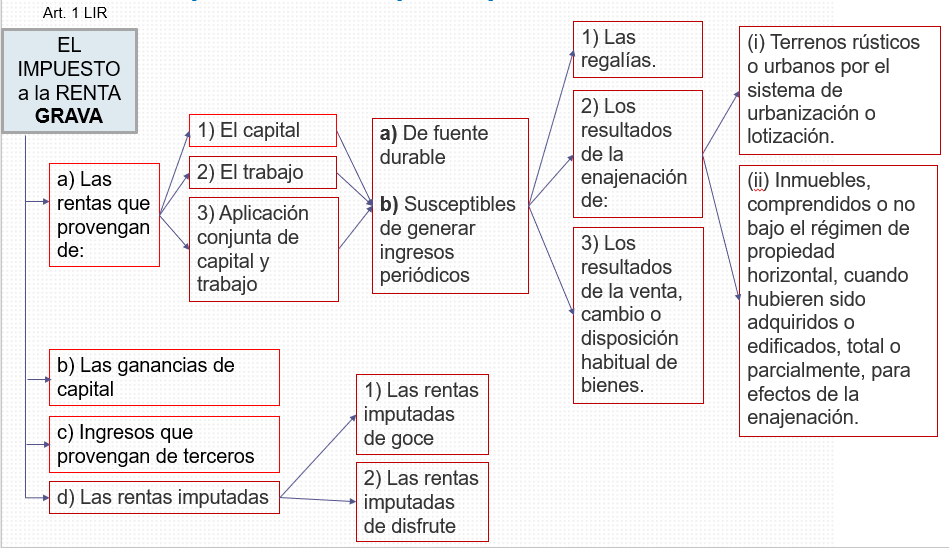 Art. 1 LIR
EL
IMPUESTO
a la RENTA
GRAVA
a) Las
rentas que
provengan
de:
1) El capital
2) El trabajo
3) Aplicación
conjunta de
capital y
trabajo
a) De fuente
durable
b) Susceptibles
de generar
ingresos
periódicos
1) Las
regalías.
2) Los
resultados
de la
enajenación
de:
3) Los
resultados
de la venta,
cambio o
disposición
habitual de
bienes.
(i) Terrenos rústicos
o urbanos por el
sistema de
urbanización o
lotización.
(ii) Inmuebles,
comprendidos o no
bajo el régimen de
propiedad
horizontal, cuando
hubieren sido
adquiridos o
edificados, total o
parcialmente, para
efectos de la
enajenación.
b) Las ganancias de
capital
c) Ingresos que
provengan de terceros
d) Las rentas imputadas
1) Las rentas
imputadas
de goce
2) Las rentas
imputadas
de disfrute